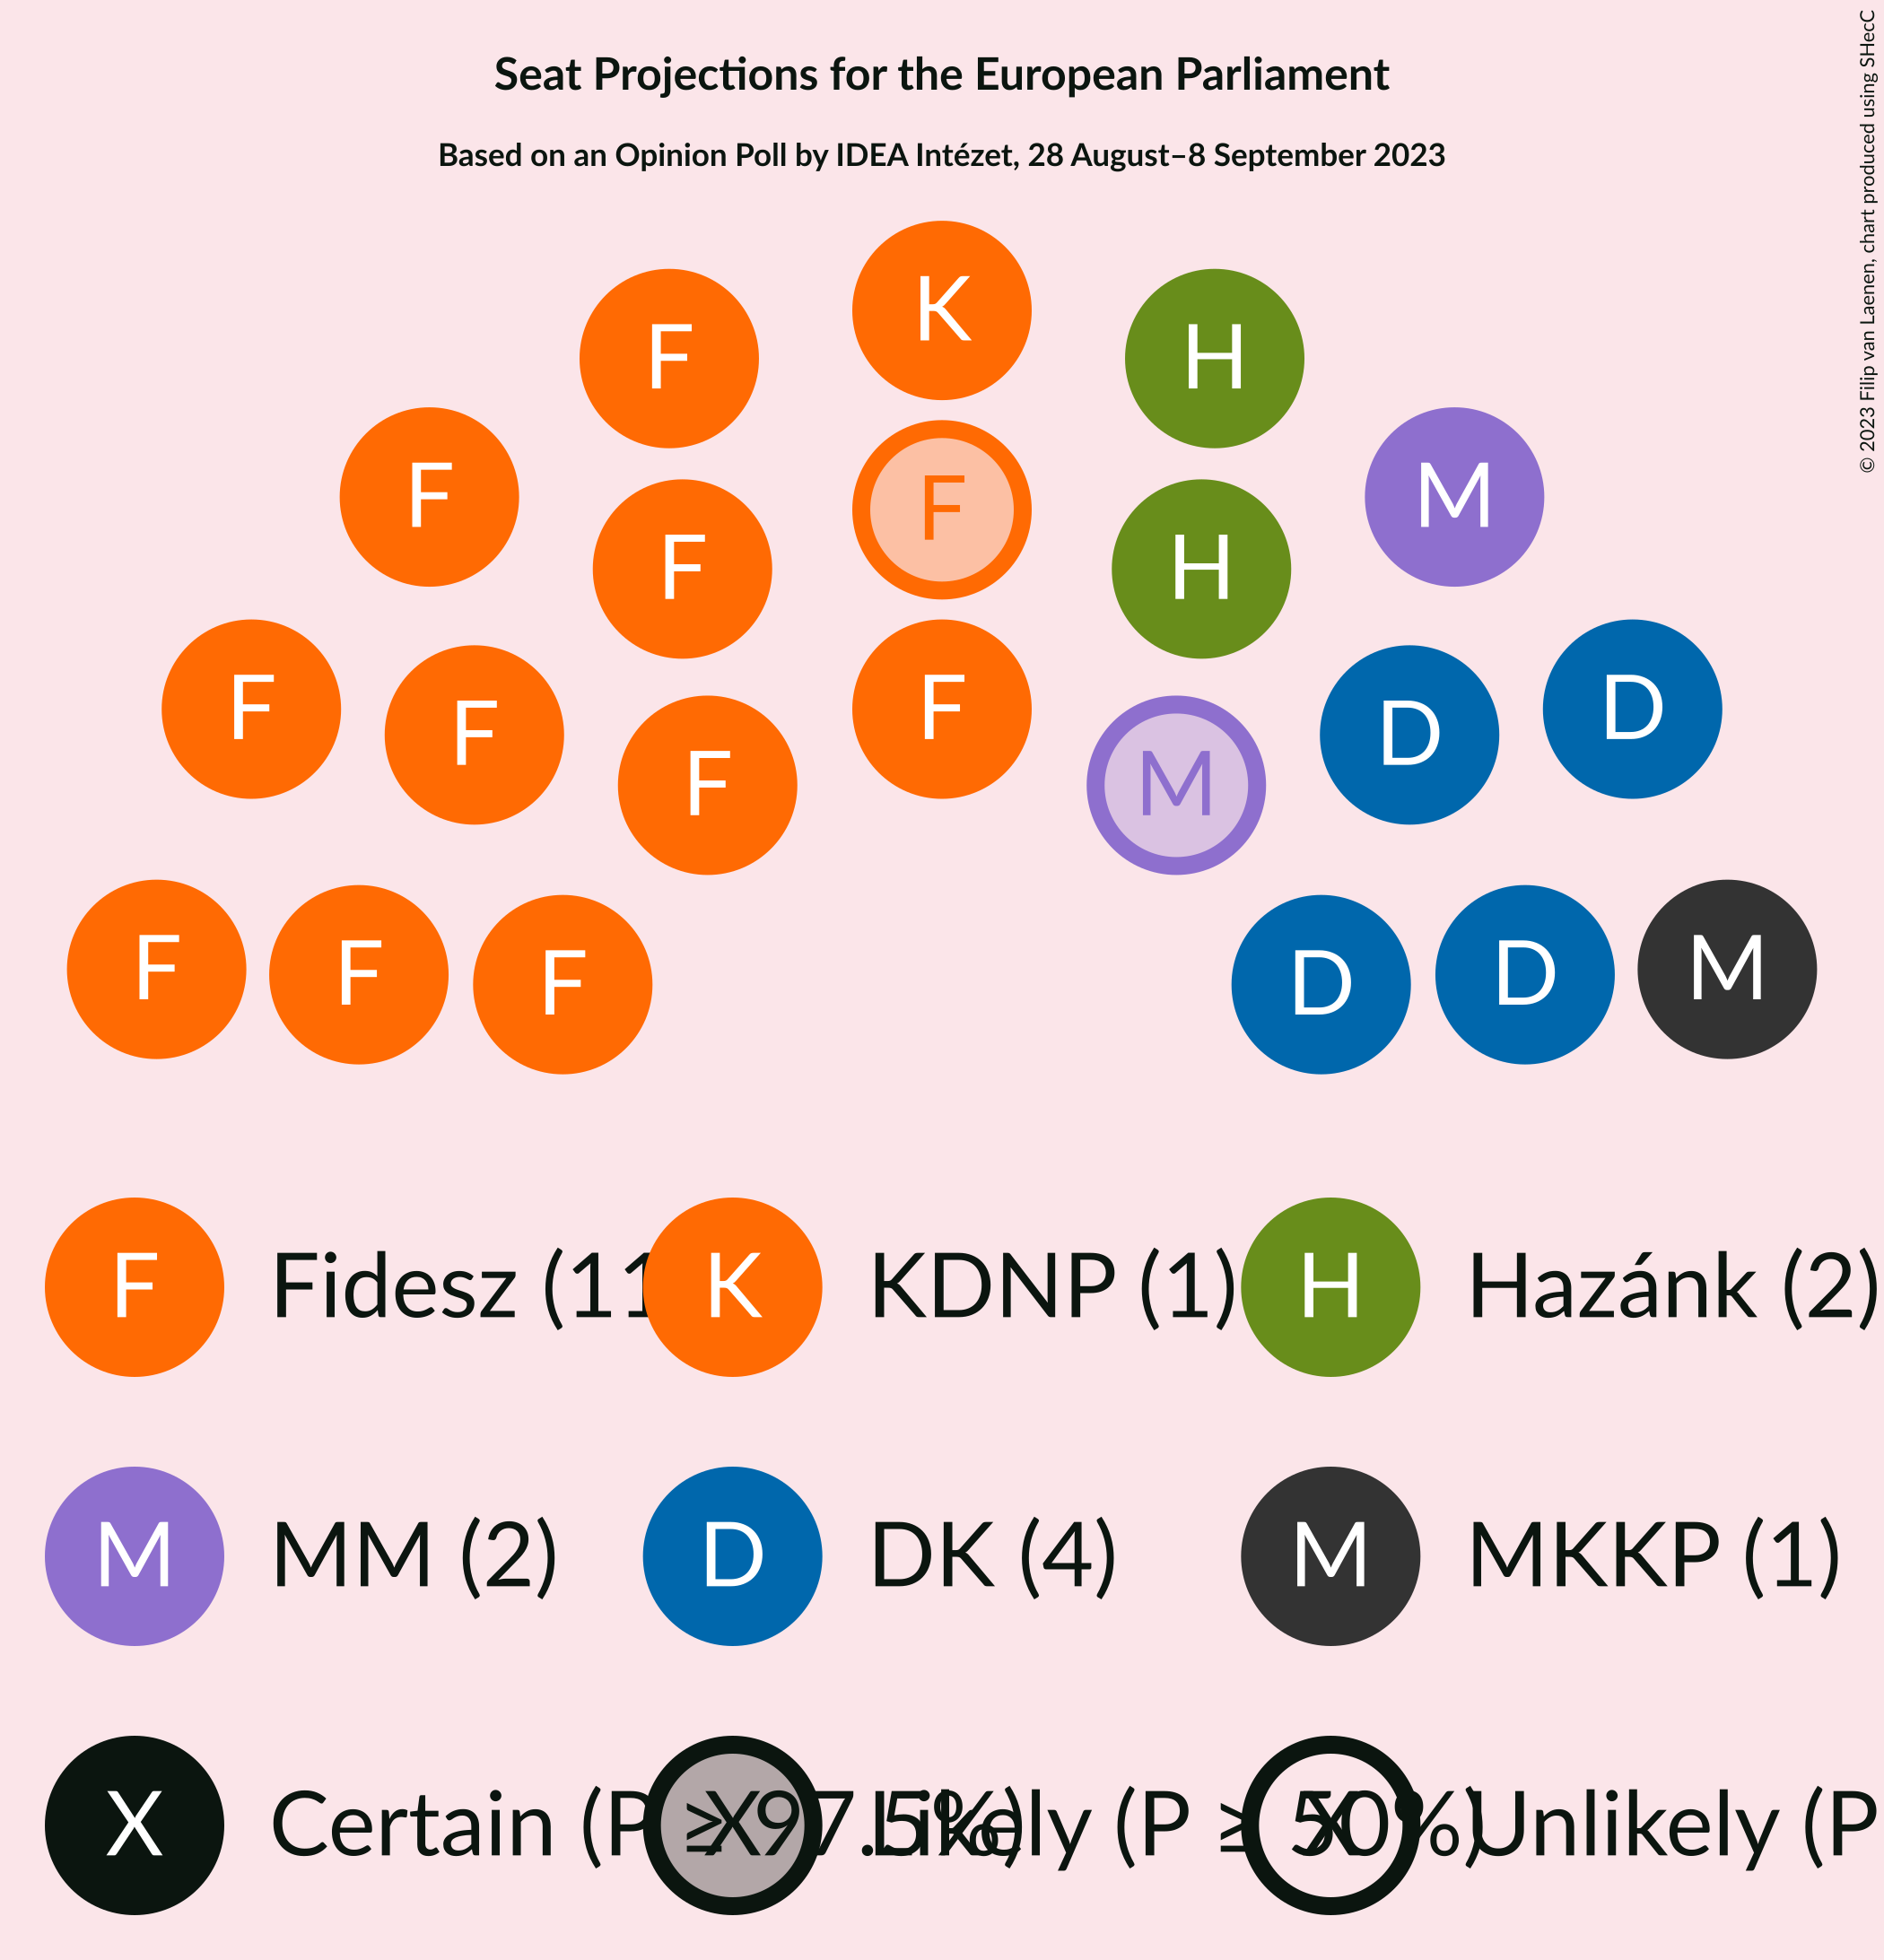 Seat Projections for the European Parliament
Based on an Opinion Poll by IDEA Intézet, 28 August–8 September 2023
© 2023 Filip van Laenen, chart produced using SHecC
K
F H
F M
F
F H
F D
F D
F F
M
F M
F D
F D
F Fidesz (11 K KDNP (1) H Hazánk (2)
M MM (2) D DK (4) M MKKP (1)
X Certain (P ≥ 97.5%) X Likely (P ≥ 50%) X Unlikely (P